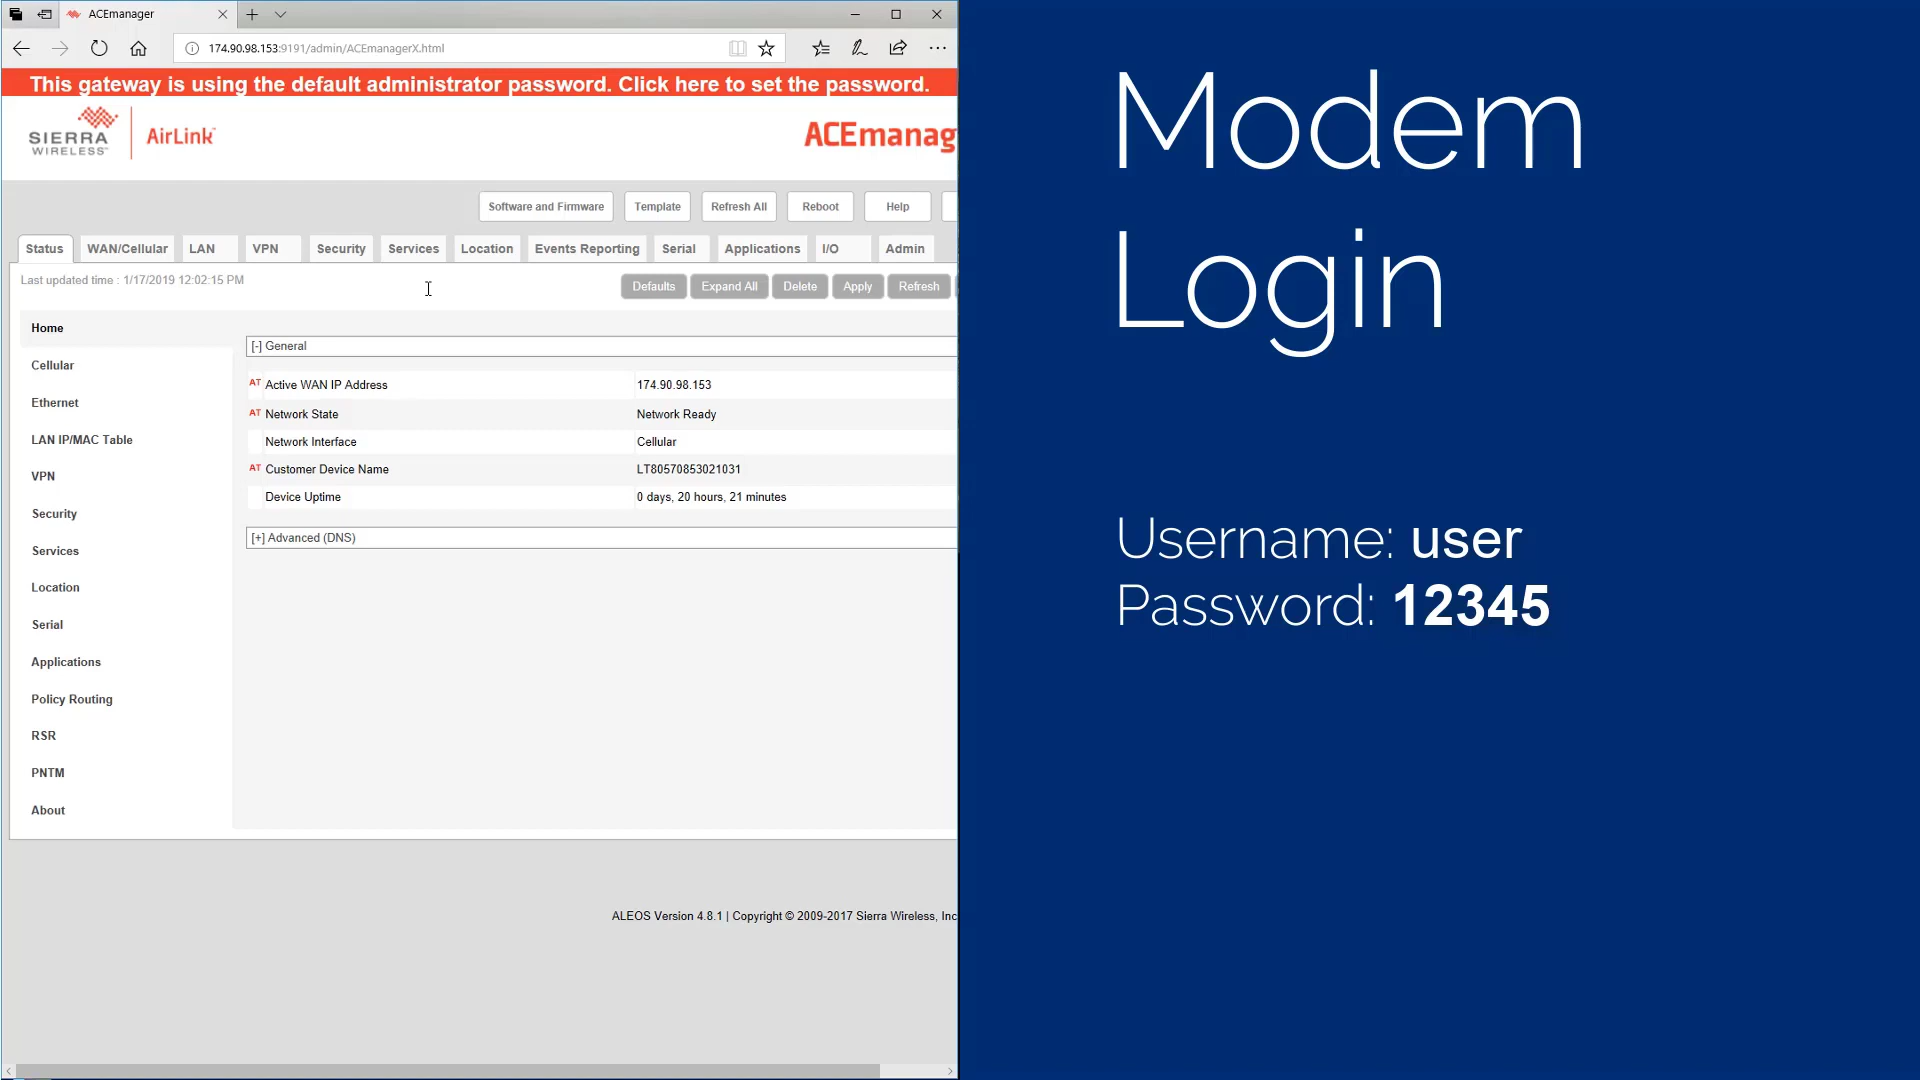 ACEmanager
174.90.98.153:9191/admin/ACEmanagerX.html
This gateway is using the default administrator password. Click here to set the password.
SIERRA WIRELESS™ AirLink™
ACEmanag
Software and Firmware Template Refresh All Reboot Help
Status WAN/Cellular LAN VPN Security Services Location Events Reporting Serial Applications I/O Admin
Last updated time : 1/17/2019 12:02:15 PM
Defaults Expand All Delete Apply Refresh
Home
Cellular
Ethernet
LAN IP/MAC Table
VPN
Security
Services
Location
Serial
Applications
Policy Routing
RSR
PNTM
About
[-] General
AT Active WAN IP Address 174.90.98.153
AT Network State Network Ready
Network Interface Cellular
AT Customer Device Name LT80570853021031
Device Uptime 0 days, 20 hours, 21 minutes
[+] Advanced (DNS)
ALEOS Version 4.8.1 | Copyright © 2009-2017 Sierra Wireless, Inc
Modem
Login
Username: user
Password: 12345